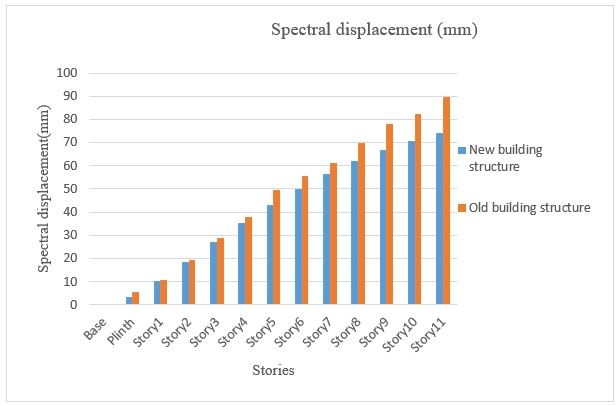 Spectral displacement (mm)
Spectral displacement(mm)
100
90
80
70
60
50
40
30
20
10
0
Base
Plinth
Story1
Story2
Story3
Story4
Story5
Story6
Story7
Story8
Story9
Story10
Story11
Stories
New building
structure
Old building structure